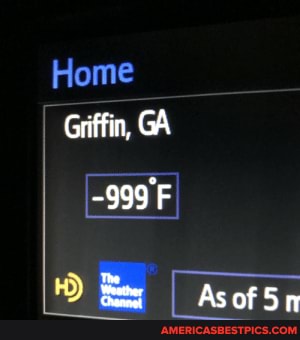 Home
Griffin, GA
-999°F
HD
The
Weather
Channel
®
As of 5
AMERICASBESTPICS.COM